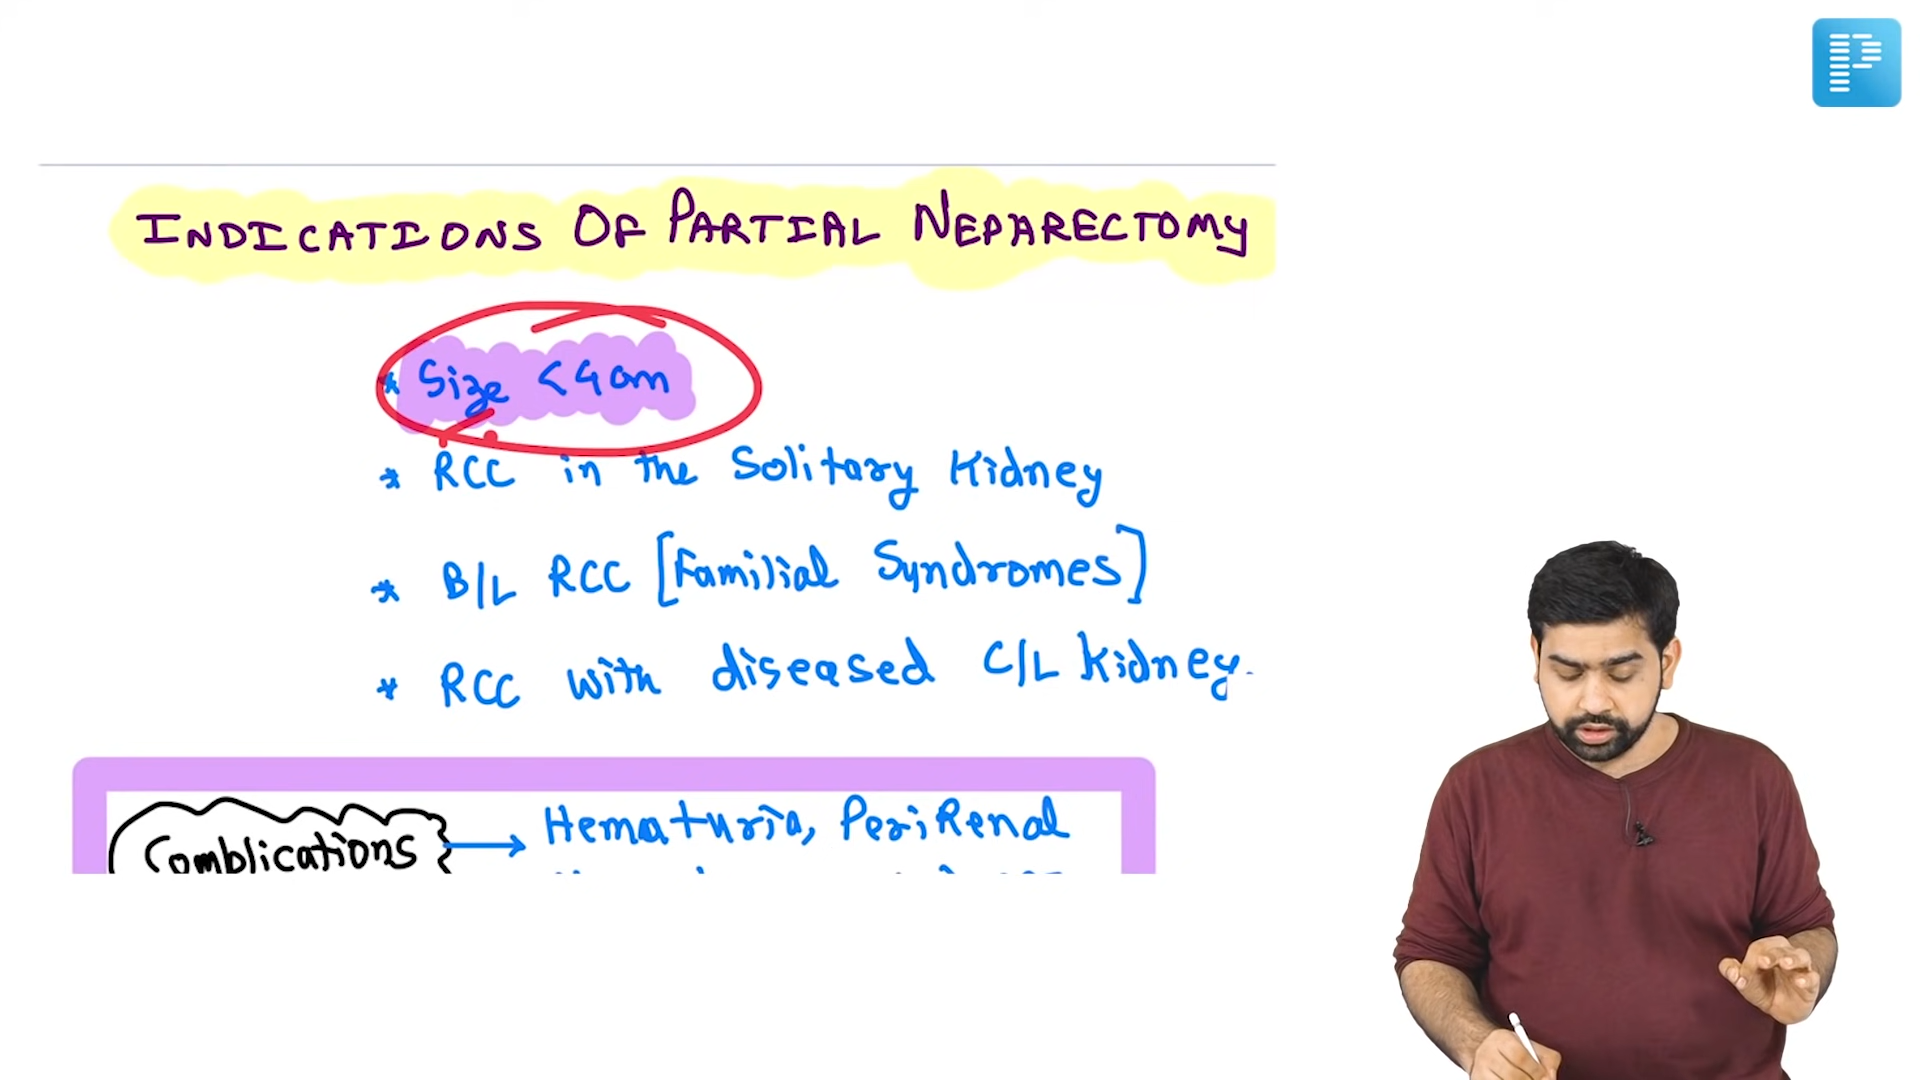 INDICATIONS OF PARTIAL NEPARECTOMY
* Size < 4cm
* RCC in the Solitary Kidney
* B/L RCC [Familial Syndromes]
* RCC with diseased C/L Kidney.
Complications → Hematuria, PeriRenal